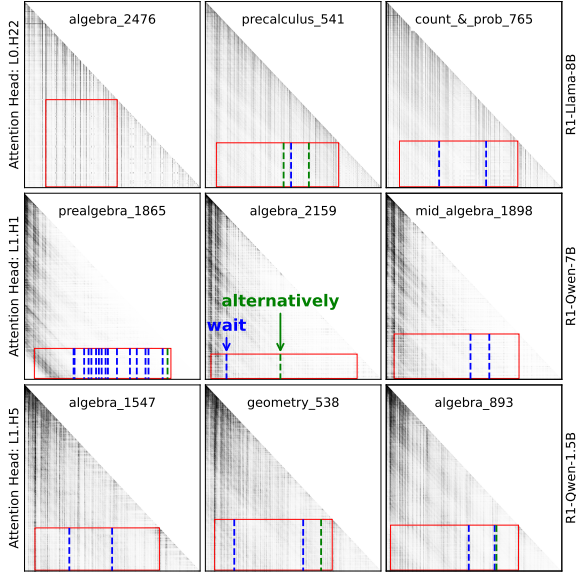 algebra_2476
precalculus_541
count_&_prob_765
Attention Head: L0.H22
R1-Llama-8B
prealgebra_1865
algebra_2159
mid_algebra_1898
alternatively
wait
Attention Head: L1.H1
R1-Qwen-7B
algebra_1547
geometry_538
algebra_893
Attention Head: L1.H5
R1-Qwen-1.5B